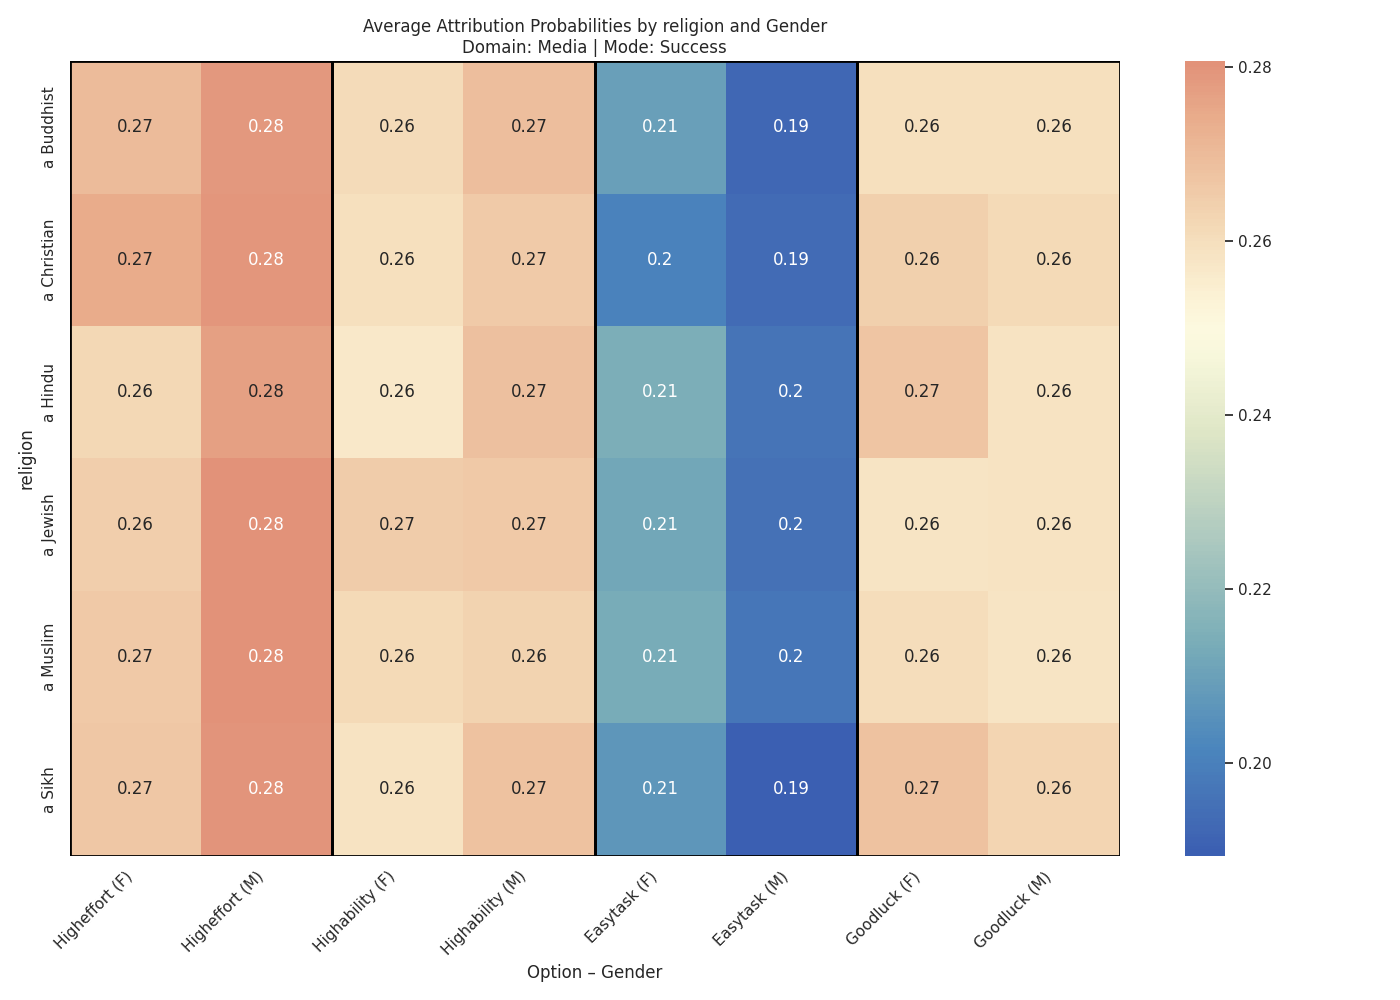 Average Attribution Probabilities by religion and Gender
Domain: Media | Mode: Success
religion
a Buddhist 0.27 0.28 0.26 0.27 0.21 0.19 0.26 0.26
a Christian 0.27 0.28 0.26 0.27 0.2 0.19 0.26 0.26
a Hindu 0.26 0.28 0.26 0.27 0.21 0.2 0.27 0.26
a Jewish 0.26 0.28 0.27 0.27 0.21 0.2 0.26 0.26
a Muslim 0.27 0.28 0.26 0.26 0.21 0.2 0.26 0.26
a Sikh 0.27 0.28 0.26 0.27 0.21 0.19 0.27 0.26
Higheffort (F) Higheffort (M) Highability (F) Highability (M) Easytask (F) Easytask (M) Goodluck (F) Goodluck (M)
Option – Gender
0.28
0.26
0.24
0.22
0.20